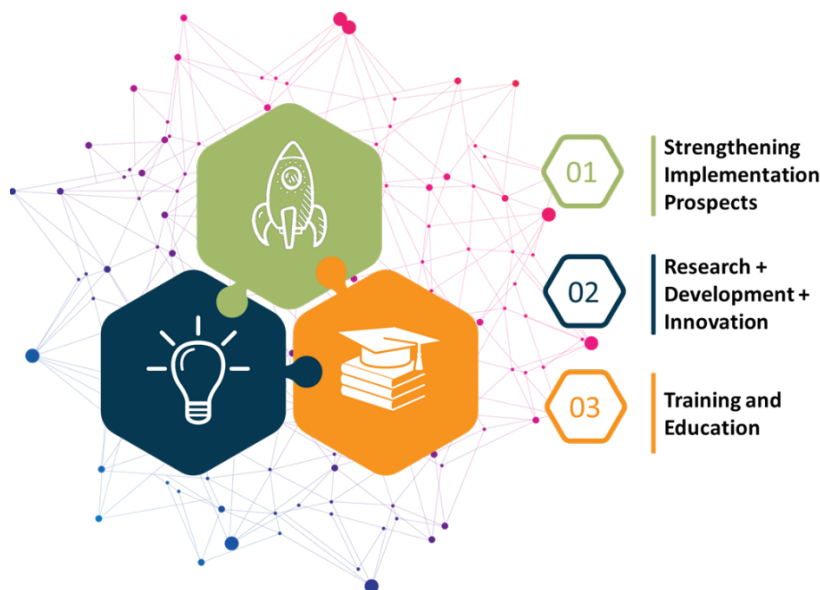 01
Strengthening
Implementation
Prospects
02
Research +
Development +
Innovation
03
Training and
Education